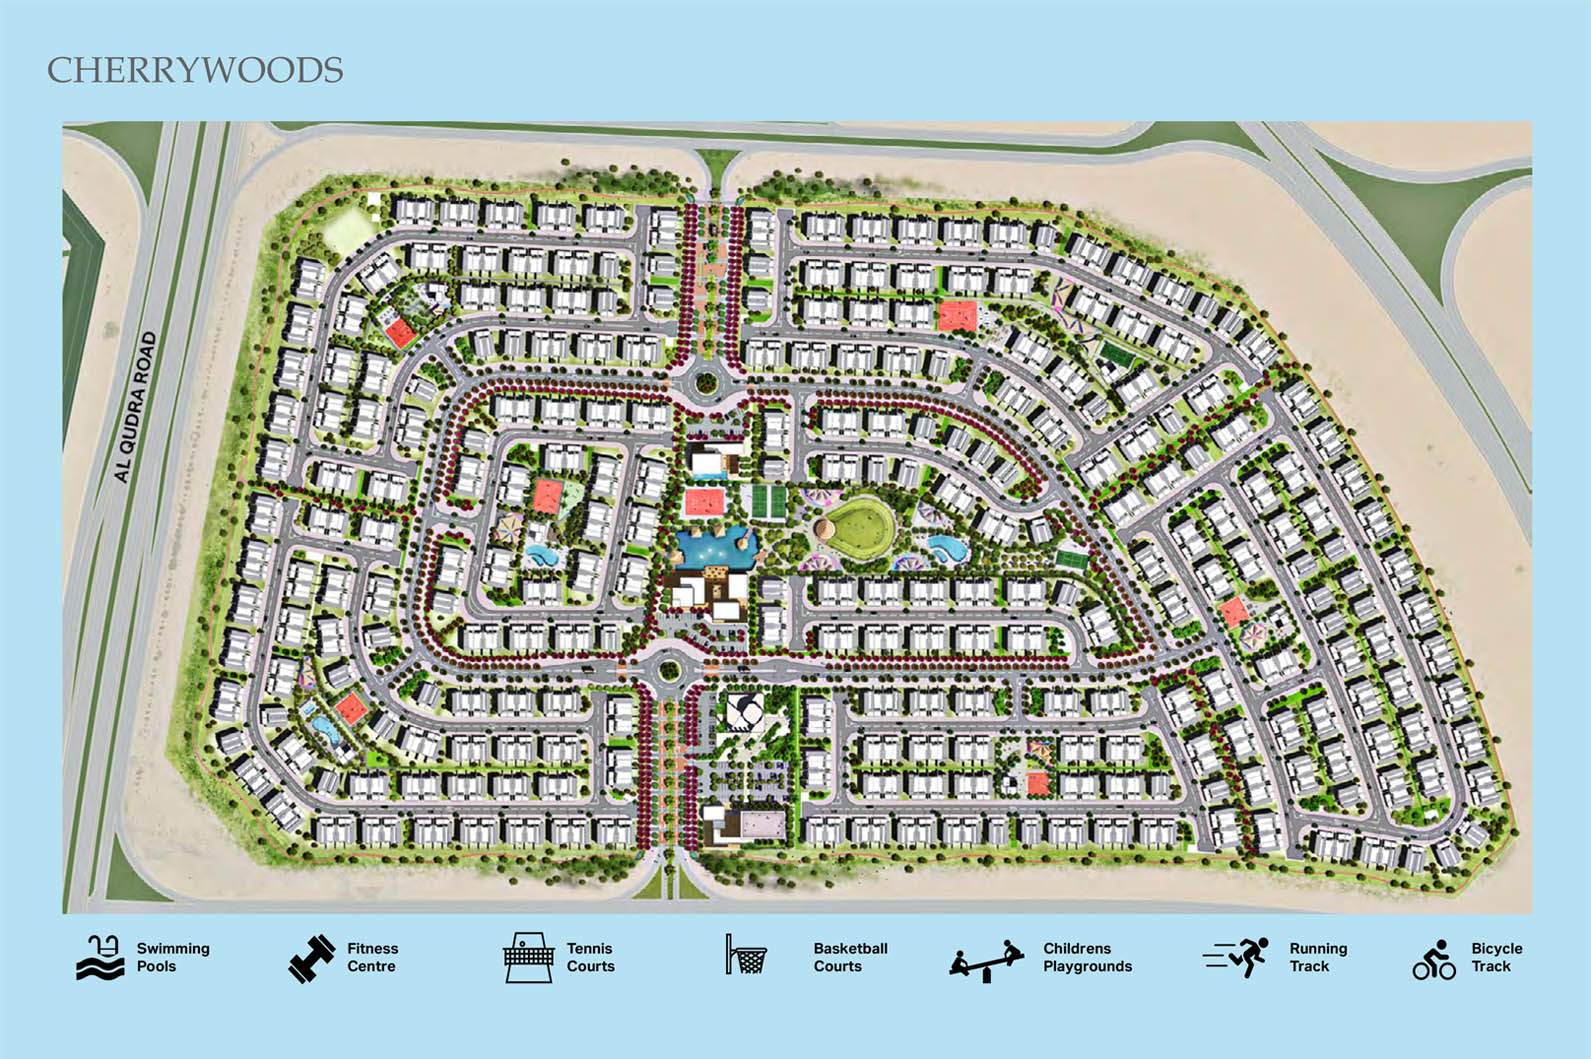 CHERRYWOODS
AL QUDRA ROAD
Swimming
Pools
Fitness
Centre
Tennis
Courts
Basketball
Courts
Childrens
Playgrounds
Running
Track
Bicycle
Track